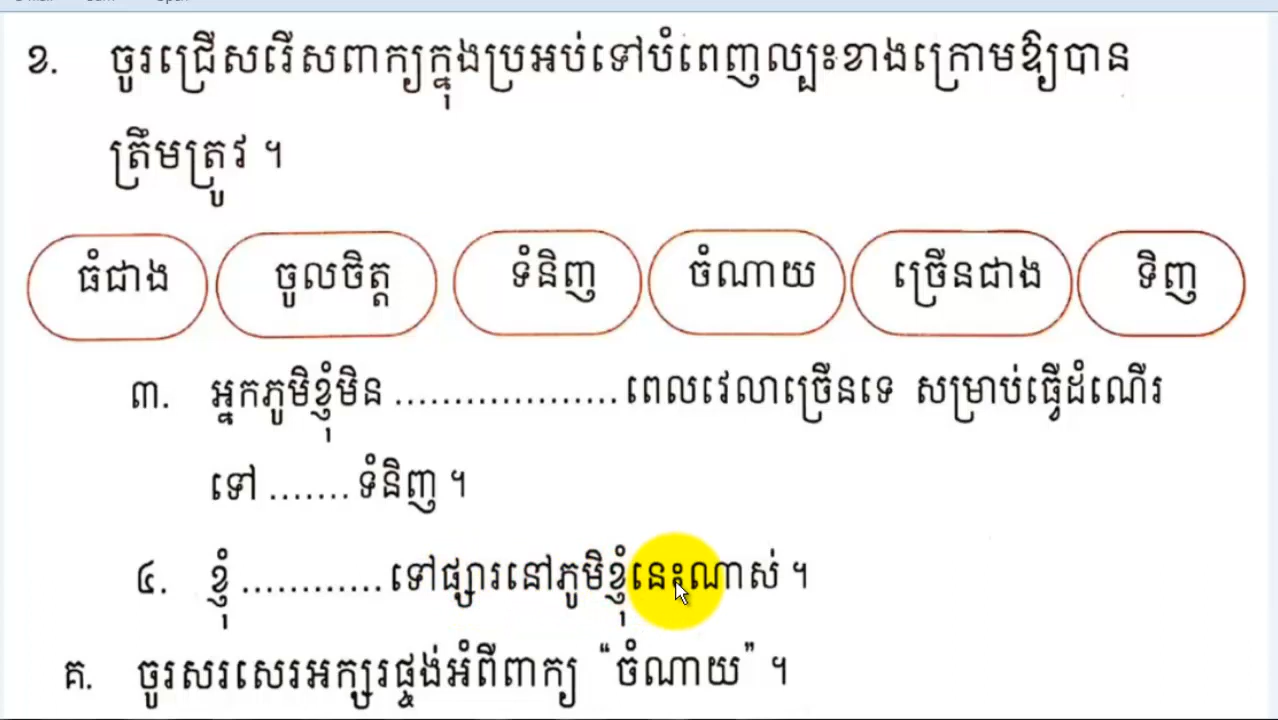 ខ. ចូរជ្រើសរើសពាក្យក្នុងប្រអប់ទៅបំពេញល្បះខាងក្រោមឱ្យបាន
ត្រឹមត្រូវ ។
ធំជាង ចូលចិត្ត ទំនិញ ចំណាយ ច្រើនជាង ទិញ
៣. អ្នកភូមិខ្ញុំមិន ................... ពេលវេលាច្រើនទេ សម្រាប់ធ្វើដំណើរ
ទៅ ....... ទំនិញ ។
៤. ខ្ញុំ ............ ទៅផ្សារនៅភូមិខ្ញុំនេះណាស់ ។
គ. ចូរសរសេរអក្សរផ្ចង់អំពីពាក្យ “ចំណាយ” ។